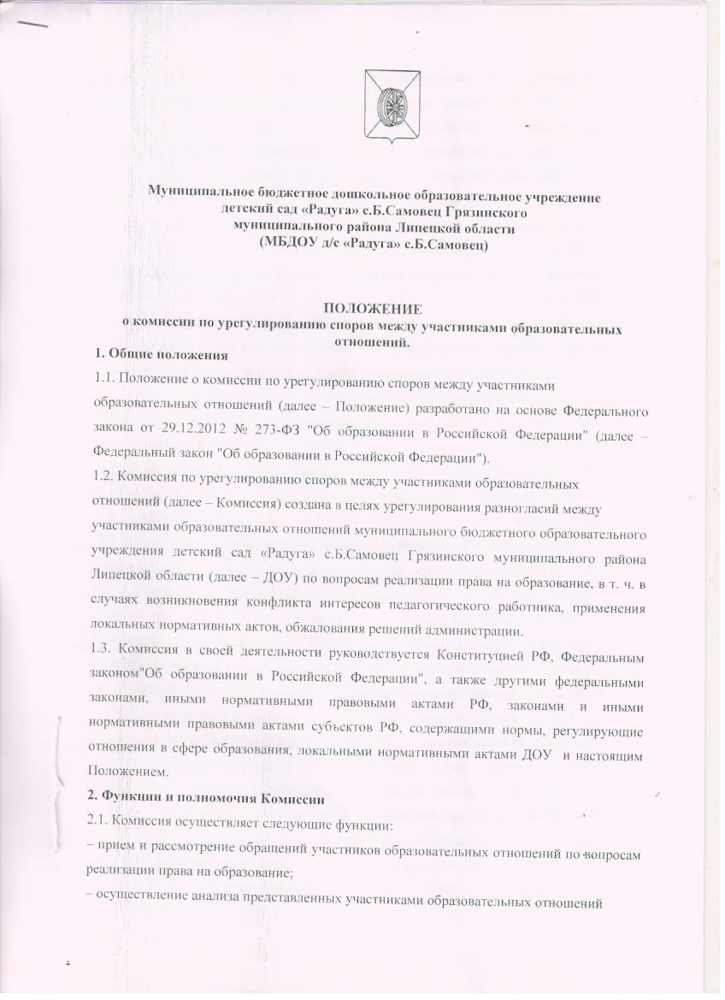 Муниципальное бюджетное дошкольное образовательное учреждение
детский сад «Радуга» с.Б.Самовец Грязинского
муниципального района Липецкой области
(МБДОУ д/с «Радуга» с.Б.Самовец)
ПОЛОЖЕНИЕ
о комиссии по урегулированию споров между участниками образовательных
отношений.
1. Общие положения
1.1. Положение о комиссии по урегулированию споров между участниками
образовательных отношений (далее – Положение) разработано на основе Федерального
закона от 29.12.2012 № 273-ФЗ "Об образовании в Российской Федерации" (далее –
Федеральный закон "Об образовании в Российской Федерации").
1.2. Комиссия по урегулированию споров между участниками образовательных
отношений (далее – Комиссия) создана в целях урегулирования разногласий между
участниками образовательных отношений муниципального бюджетного образовательного
учреждения детский сад «Радуга» с.Б.Самовец Грязинского муниципального района
Липецкой области (далее – ДОУ) по вопросам реализации права на образование, в т. ч. в
случаях возникновения конфликта интересов педагогического работника, применения
локальных нормативных актов, обжалования решений администрации.
1.3. Комиссия в своей деятельности руководствуется Конституцией РФ, Федеральным
законом"Об образовании в Российской Федерации", а также другими федеральными
законами, иными нормативными правовыми актами РФ, законами и иными
нормативными правовыми актами субъектов РФ, содержащими нормы, регулирующие
отношения в сфере образования, локальными нормативными актами ДОУ и настоящим
Положением.
2. Функции и полномочия Комиссии
2.1. Комиссия осуществляет следующие функции:
– прием и рассмотрение обращений участников образовательных отношений по вопросам
реализации права на образование;
– осуществление анализа представленных участниками образовательных отношений